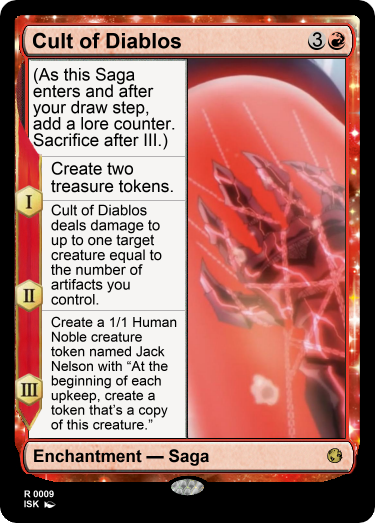 Cult of Diablos 3
(As this Saga
enters and after
your draw step,
add a lore counter.
Sacrifice after III.)
I
Create two
treasure tokens.
II
Cult of Diablos
deals damage to
up to one target
creature equal to
the number of
artifacts you
control.
III
Create a 1/1 Human
Noble creature
token named Jack
Nelson with “At the
beginning of each
upkeep, create a
token that’s a copy
of this creature.”
Enchantment — Saga
R 0009
ISK